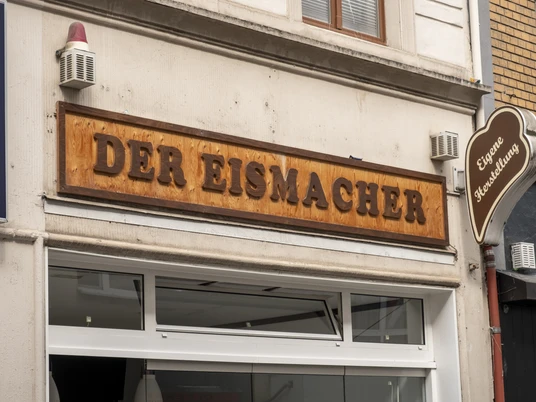 DER EISMACHER
Eigene
Herstellung